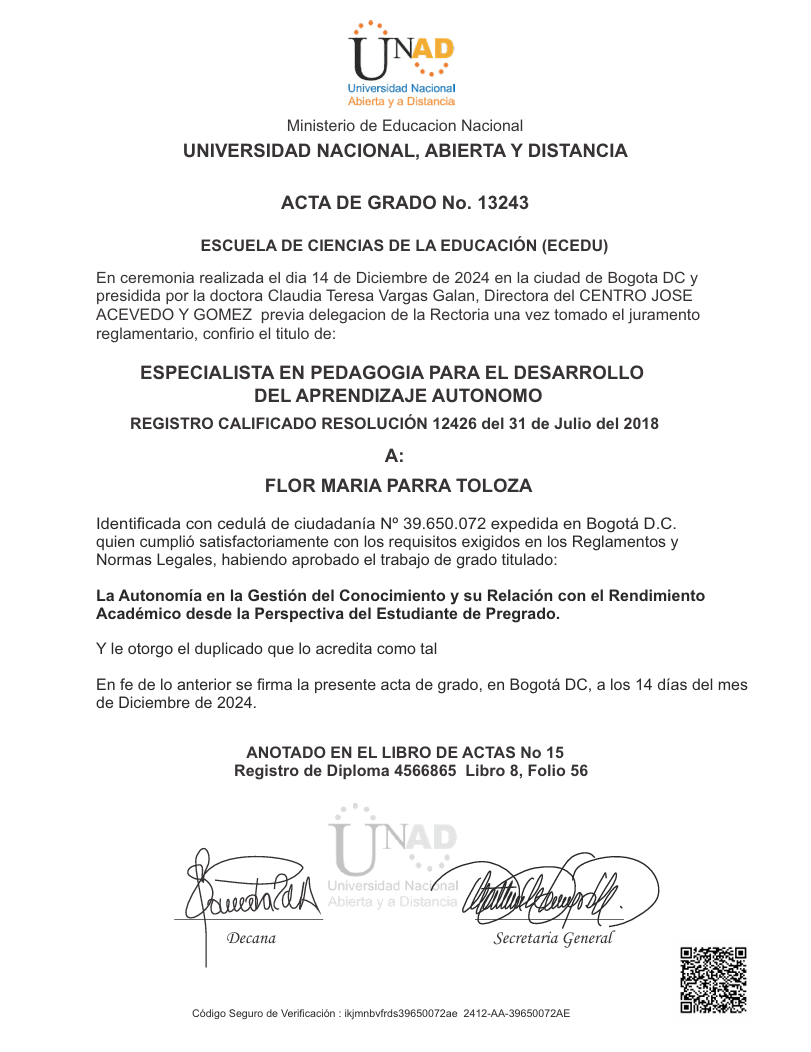 UNAD
Universidad Nacional
Abierta y a Distancia
Ministerio de Educacion Nacional
UNIVERSIDAD NACIONAL, ABIERTA Y DISTANCIA
ACTA DE GRADO No. 13243
ESCUELA DE CIENCIAS DE LA EDUCACIÓN (ECEDU)
En ceremonia realizada el dia 14 de Diciembre de 2024 en la ciudad de Bogota DC y
presidida por la doctora Claudia Teresa Vargas Galan, Directora del CENTRO JOSE
ACEVEDO Y GOMEZ previa delegacion de la Rectoria una vez tomado el juramento
reglamentario, confirio el titulo de:
ESPECIALISTA EN PEDAGOGIA PARA EL DESARROLLO
DEL APRENDIZAJE AUTONOMO
REGISTRO CALIFICADO RESOLUCIÓN 12426 del 31 de Julio del 2018
A:
FLOR MARIA PARRA TOLOZA
Identificada con cedulá de ciudadanía Nº 39.650.072 expedida en Bogotá D.C.
quien cumplió satisfactoriamente con los requisitos exigidos en los Reglamentos y
Normas Legales, habiendo aprobado el trabajo de grado titulado:
La Autonomía en la Gestión del Conocimiento y su Relación con el Rendimiento
Académico desde la Perspectiva del Estudiante de Pregrado.
Y le otorgo el duplicado que lo acredita como tal
En fe de lo anterior se firma la presente acta de grado, en Bogotá DC, a los 14 días del mes
de Diciembre de 2024.
ANOTADO EN EL LIBRO DE ACTAS No 15
Registro de Diploma 4566865 Libro 8, Folio 56
UNAD
Universidad Nacional
Abierta y a Distancia
Decana
Secretaria General
Código Seguro de Verificación : ikjmnbvfrds39650072ae 2412-AA-39650072AE